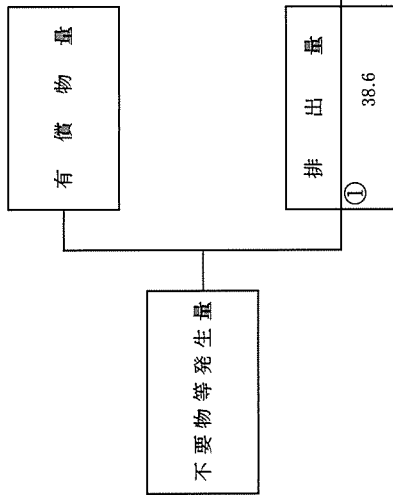 不要物等発生量
有償物量
排出量
①
38.6